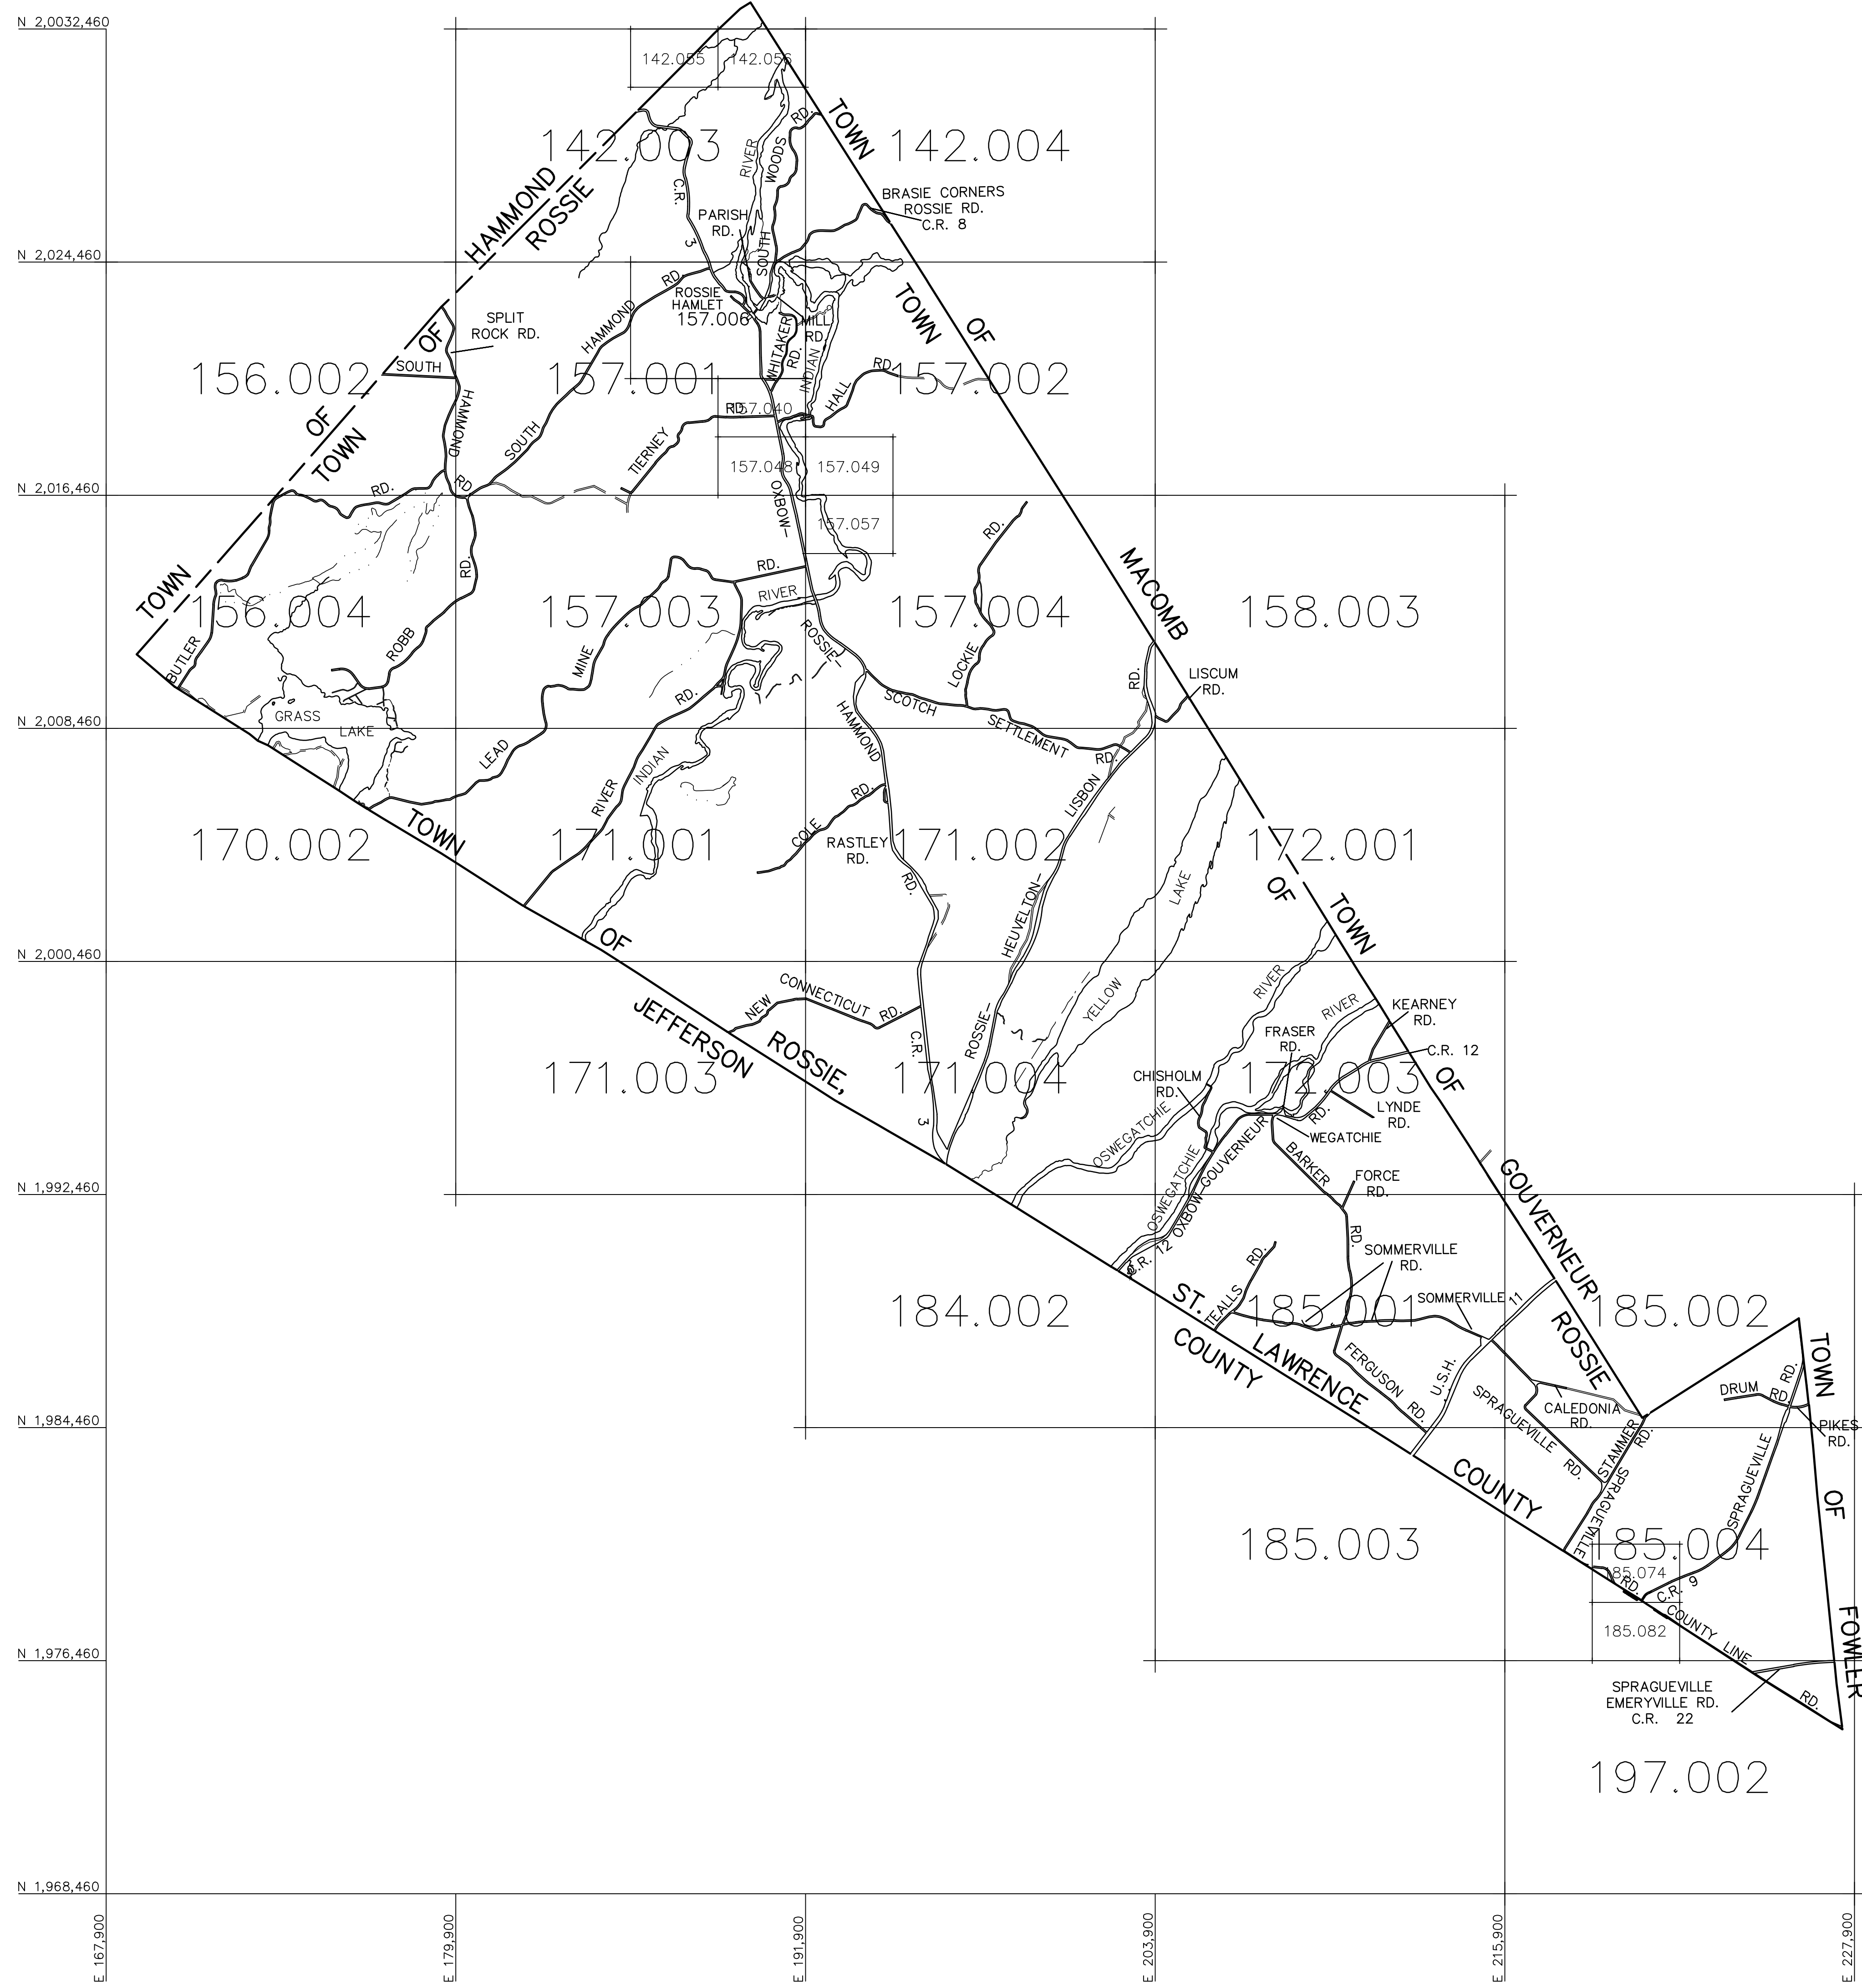 N 2,0032,460
142.055
142.056
142.003
142.004
TOWN OF MACOMB
HAMMOND
ROSSIE
RIVER
WOODS RD.
SOUTH
C.R. 3
PARISH
RD.
BRASIE CORNERS
ROSSIE RD.
C.R. 8
N 2,024,460
ROSSIE
HAMLET
157.006
MILL
RD.
WHITAKER RD.
INDIAN
TOWN
SOUTH HAMMOND RD.
SPLIT
ROCK RD.
OF
SOUTH
HAMMOND
RD.
156.002
157.001
157.002
HALL RD.
157.040
RD.
TIERNEY
OF
TOWN
157.048
157.049
N 2,016,460
RD.
OXBOW-
157.057
LOCKIE RD.
TOWN
156.004
157.003
157.004
158.003
RD.
RIVER
ROSSIE-
BUTLER
ROBB
RD.
LEAD
MINE
RD.
LISCUM
RD.
GRASS
LAKE
SCOTCH
SETTLEMENT
RD.
HAMMOND
N 2,008,460
RIVER
INDIAN
COLE RD.
RASTLEY
RD.
RD.
170.002
171.001
171.002
172.001
TOWN
OF
ROSSIE-
HEUVELTON-
LISBON
RD.
YELLOW
LAKE
OF
TOWN
N 2,000,460
OF
ROSSIE,
JEFFERSON
NEW
CONNECTICUT
RD.
C.R. 3
171.003
171.004
172.003
RIVER
RIVER
KEARNEY
RD.
FRASER
RD.
C.R. 12
CHISHOLM
RD.
LYNDE
RD.
RD.
WEGATCHIE
OSWEGATCHIE
OSWEGATCHIE
OXBOW-GOUVERNEUR
C.R. 12
BARKER
RD.
FORCE
RD.
OF
GOUVERNEUR
N 1,992,460
SOMMERVILLE
RD.
SOMMERVILLE
TEALLS RD.
184.002
185.001
185.002
ST.
LAWRENCE
COUNTY
COUNTY
FERGUSON
RD.
U.S.H. 11
ROSSIE
CALEDONIA
RD.
SPRAGUEVILLE
RD.
STAMMER
RD.
SPRAGUEVILLE
DRUM RD.
PIKES
RD.
SPRAGUEVILLE RD.
TOWN
OF
FOWLER
N 1,984,460
185.003
185.004
185.074
RD.
C.R. 9
185.082
COUNTY LINE
RD.
N 1,976,460
SPRAGUEVILLE
EMERYVILLE RD.
C.R. 22
197.002
N 1,968,460
E 167,900
E 179,900
E 191,900
E 203,900
E 215,900
E 227,900